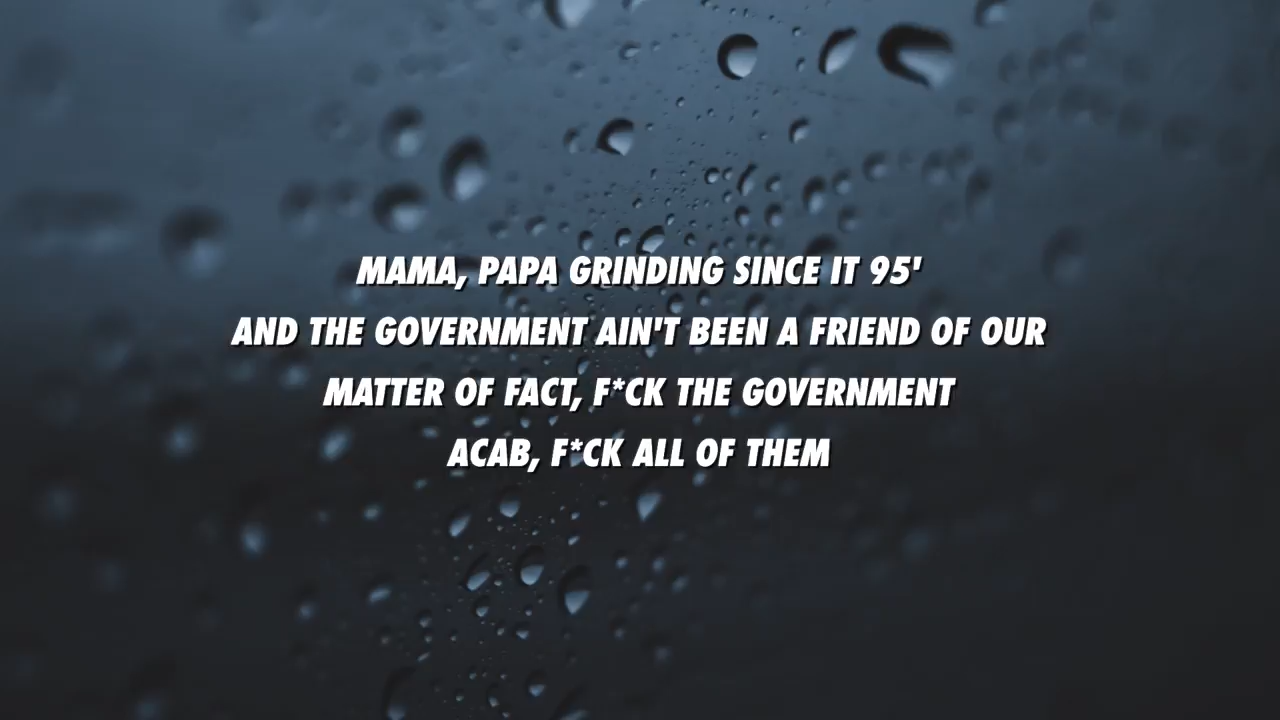 MAMA, PAPA GRINDING SINCE IT 95'
AND THE GOVERNMENT AIN'T BEEN A FRIEND OF OUR
MATTER OF FACT, F*CK THE GOVERNMENT
ACAB, F*CK ALL OF THEM